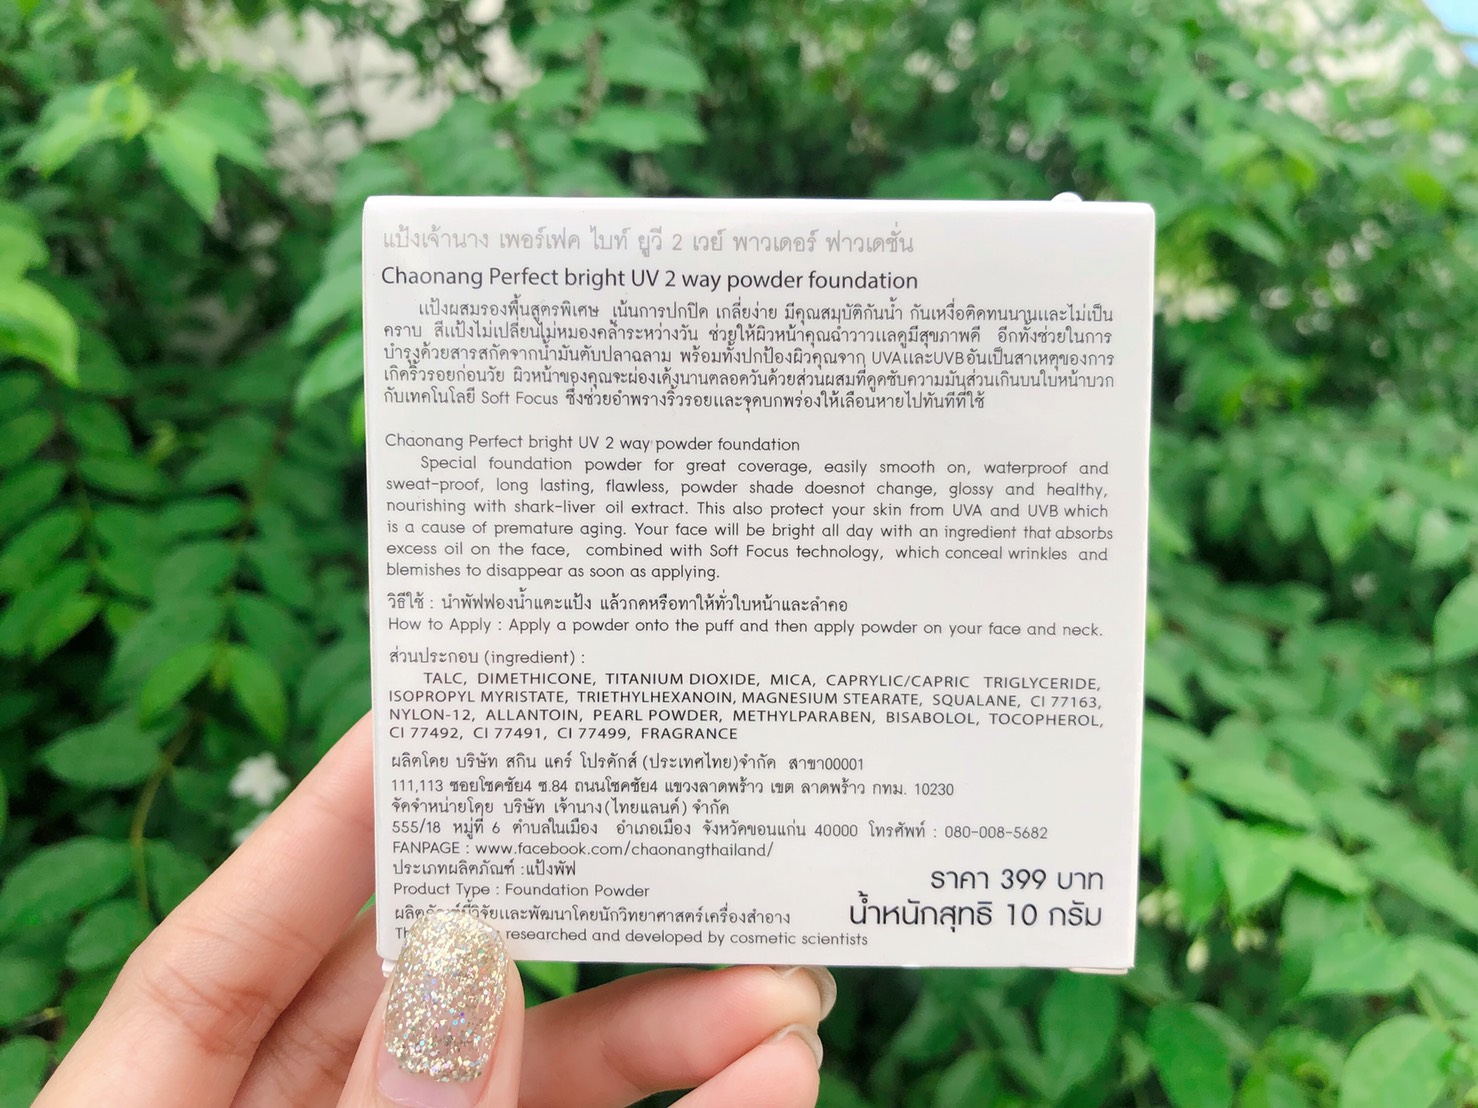 แป้งเจ้านาง เพอร์เฟค ไบท์ ยูวี 2 เวย์ พาวเดอร์ ฟาวเดชั่น
Chaonang Perfect bright UV 2 way powder foundation
แป้งผสมรองพื้นสูตรพิเศษ เน้นการปกปิด เกลี่ยง่าย มีคุณสมบัติกันน้ำ กันเหงื่อติดทนนานและไม่เป็น
คราบ สีแป้งไม่เปลี่ยนไม่หมองคล้ำระหว่างวัน ช่วยให้ผิวหน้าคุณฉ่ำวาวแลดูมีสุขภาพดี อีกทั้งช่วยในการ
บำรุงด้วยสารสกัดจากน้ำมันตับปลาฉลาม พร้อมทั้งปกป้องผิวคุณจาก UVAและUVBอันเป็นสาเหตุของการ
เกิดริ้วรอยก่อนวัย ผิวหน้าของคุณจะผ่องเด้งนานตลอดวันด้วยส่วนผสมที่ดูดซับความมันส่วนเกินบนใบหน้าบวก
กับเทคโนโลยี Soft Focus ซึ่งช่วยอำพรางริ้วรอยและจุดบกพร่องให้เลือนหายไปทันทีที่ใช้
Chaonang Perfect bright UV 2 way powder foundation
Special foundation powder for great coverage, easily smooth on, waterproof and
sweat-proof, long lasting, flawless, powder shade doesnot change, glossy and healthy,
nourishing with shark-liver oil extract. This also protect your skin from UVA and UVB which
is a cause of premature aging. Your face will be bright all day with an ingredient that absorbs
excess oil on the face, combined with Soft Focus technology, which conceal wrinkles and
blemishes to disappear as soon as applying.
วิธีใช้ : นำพัฟฟองน้ำแตะแป้ง แล้วกดหรือทาให้ทั่วใบหน้าและลำคอ
How to Apply : Apply a powder onto the puff and then apply powder on your face and neck.
ส่วนประกอบ (ingredient) :
TALC, DIMETHICONE, TITANIUM DIOXIDE, MICA, CAPRYLIC/CAPRIC TRIGLYCERIDE,
ISOPROPYL MYRISTATE, TRIETHYLHEXANOIN, MAGNESIUM STEARATE, SQUALANE, CI 77163,
NYLON-12, ALLANTOIN, PEARL POWDER, METHYLPARABEN, BISABOLOL, TOCOPHEROL,
CI 77492, CI 77491, CI 77499, FRAGRANCE
ผลิตโดย บริษัท สกิน แคร์ โปรดักส์ (ประเทศไทย)จำกัด สาขา00001
111,113 ซอยโชคชัย4 ซ.84 ถนนโชคชัย4 แขวงลาดพร้าว เขต ลาดพร้าว กทม. 10230
จัดจำหน่ายโดย บริษัท เจ้านาง(ไทยแลนด์) จำกัด
555/18 หมู่ที่ 6 ตำบลในเมือง อำเภอเมือง จังหวัดขอนแก่น 40000 โทรศัพท์ : 080-008-5682
FANPAGE : www.facebook.com/chaonangthailand/
ประเภทผลิตภัณฑ์ :แป้งพัฟ
Product Type : Foundation Powder
ราคา 399 บาท
น้ำหนักสุทธิ 10 กรัม
วิจัยและพัฒนาโดยนักวิทยาศาสตร์เครื่องสำอาง
researched and developed by cosmetic scientists